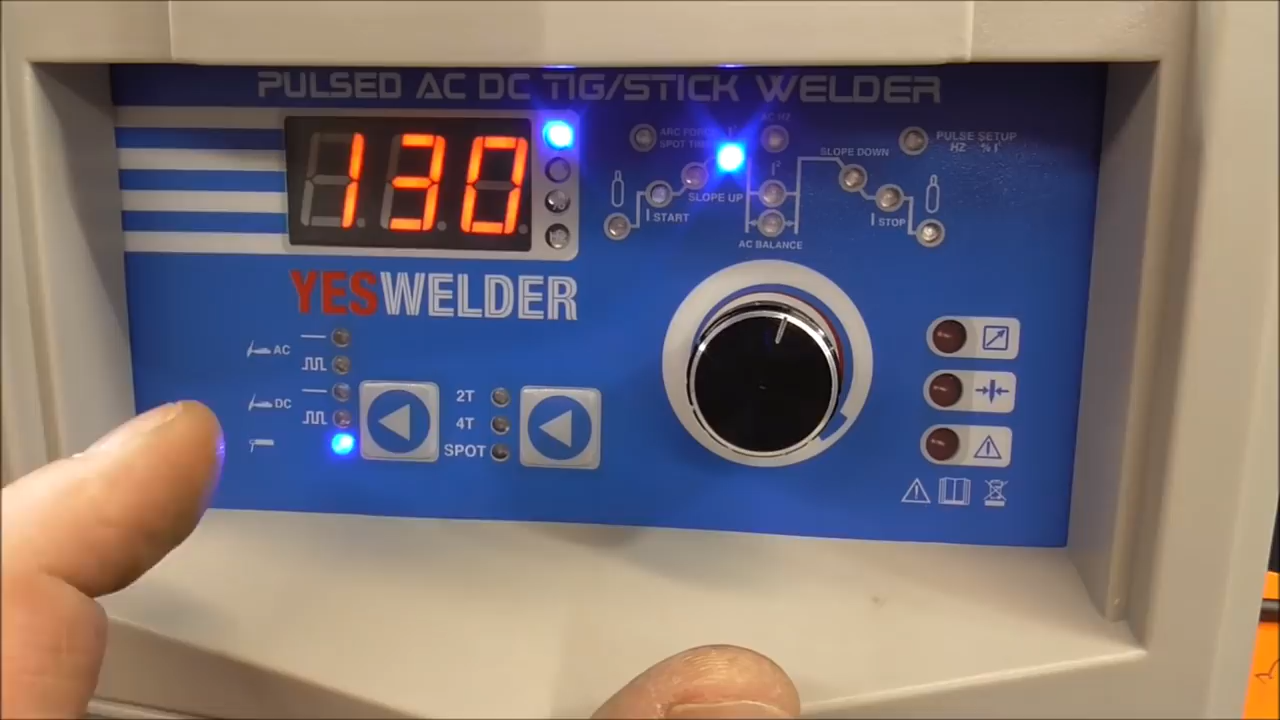 PULSED AC DC TIG/STICK WELDER
130
ARC FORCE
SPOT TIME
AC HZ
PULSE SETUP
HZ %I
SLOPE DOWN
I²
SLOPE UP
I START
I STOP
AC BALANCE
YESWELDER
AC
DC
2T
4T
SPOT